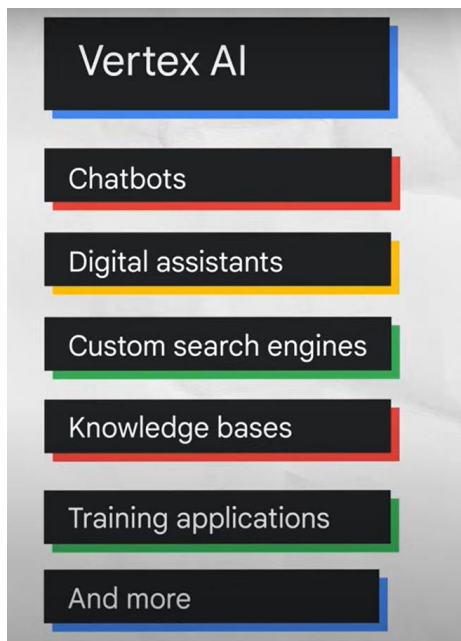 Vertex AI
Chatbots
Digital assistants
Custom search engines
Knowledge bases
Training applications
And more